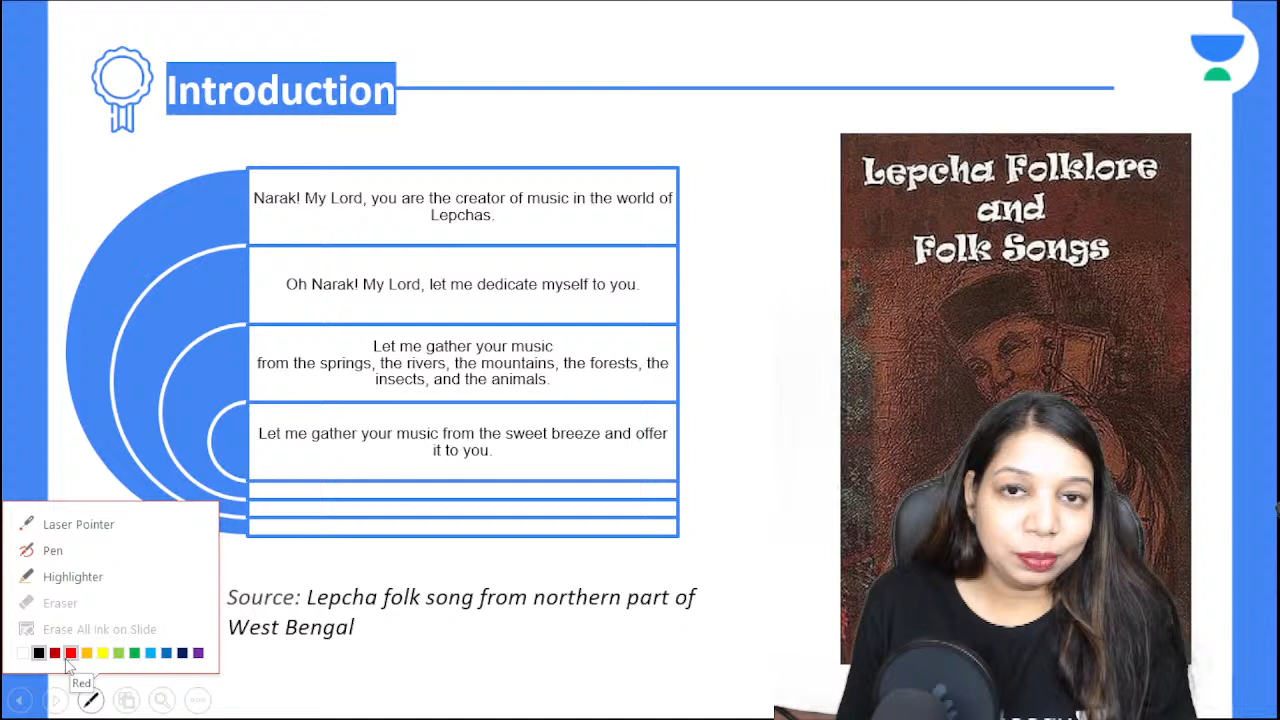 Introduction
Narak! My Lord, you are the creator of music in the world of
Lepchas.
Oh Narak! My Lord, let me dedicate myself to you.
Let me gather your music
from the springs, the rivers, the mountains, the forests, the
insects, and the animals.
Let me gather your music from the sweet breeze and offer
it to you.
Source: Lepcha folk song from northern part of
West Bengal
Lepcha Folklore
and
Folk Songs
Laser Pointer
Pen
Highlighter
Eraser
Erase All Ink on Slide
Red